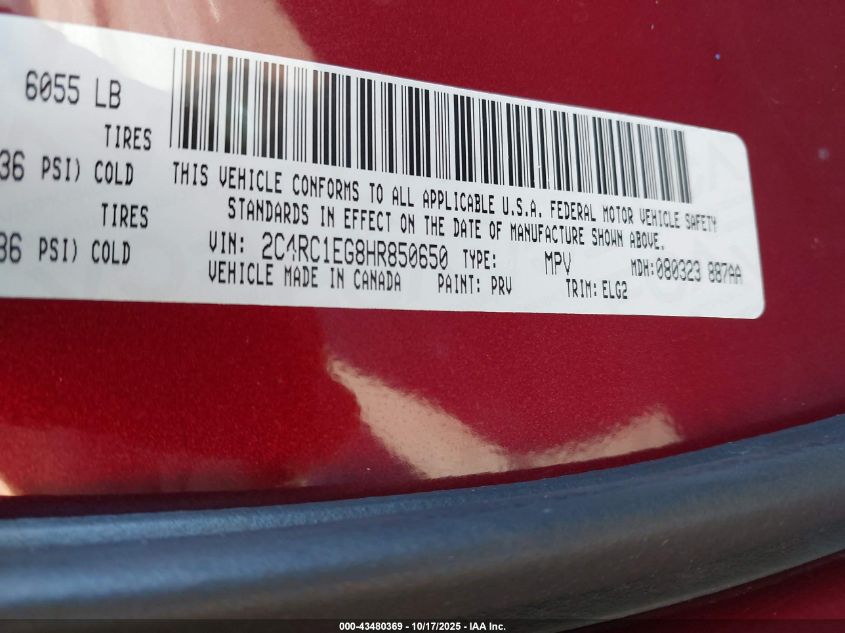 6055 LB
TIRES
36 PSI) COLD
TIRES
36 PSI) COLD
THIS VEHICLE CONFORMS TO ALL APPLICABLE U.S.A. FEDERAL MOTOR VEHICLE SAFETY
STANDARDS IN EFFECT ON THE DATE OF MANUFACTURE SHOWN ABOVE.
VIN: 2C4RC1EG8HR850650 TYPE: MPV MDH: 080323 887AA
VEHICLE MADE IN CANADA PAINT: PRV TRIM: ELG2
000-43480369 - 10/17/2025 - IAA Inc.